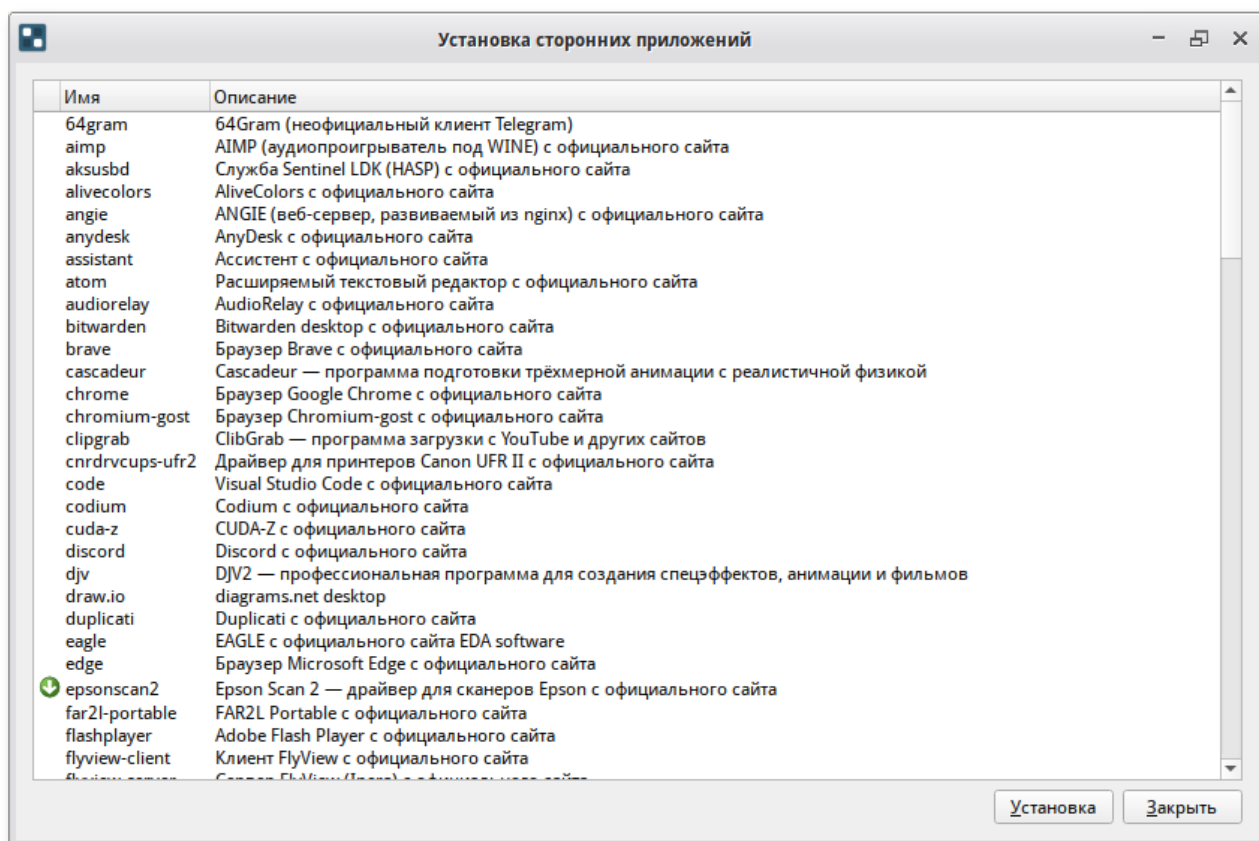 Установка сторонних приложений
Имя Описание
64gram 64Gram (неофициальный клиент Telegram)
aimp AIMP (аудиопроигрыватель под WINE) с официального сайта
aksusbd Служба Sentinel LDK (HASP) с официального сайта
alivecolors AliveColors с официального сайта
angie ANGIE (веб-сервер, развиваемый из nginx) с официального сайта
anydesk AnyDesk с официального сайта
assistant Ассистент с официального сайта
atom Расширяемый текстовый редактор с официального сайта
audiorelay AudioRelay с официального сайта
bitwarden Bitwarden desktop с официального сайта
brave Браузер Brave с официального сайта
cascadeur Cascadeur — программа подготовки трёхмерной анимации с реалистичной физикой
chrome Браузер Google Chrome с официального сайта
chromium-gost Браузер Chromium-gost с официального сайта
clipgrab ClibGrab — программа загрузки с YouTube и других сайтов
cnrdrvcups-ufr2 Драйвер для принтеров Canon UFR II с официального сайта
code Visual Studio Code с официального сайта
codium Codium с официального сайта
cuda-z CUDA-Z с официального сайта
discord Discord с официального сайта
djv DJV2 — профессиональная программа для создания спецэффектов, анимации и фильмов
draw.io diagrams.net desktop
duplicati Duplicati с официального сайта
eagle EAGLE с официального сайта EDA software
edge Браузер Microsoft Edge с официального сайта
epsonscan2 Epson Scan 2 — драйвер для сканеров Epson с официального сайта
far2l-portable FAR2L Portable с официального сайта
flashplayer Adobe Flash Player с официального сайта
flyview-client Клиент FlyView с официального сайта
Установка Закрыть